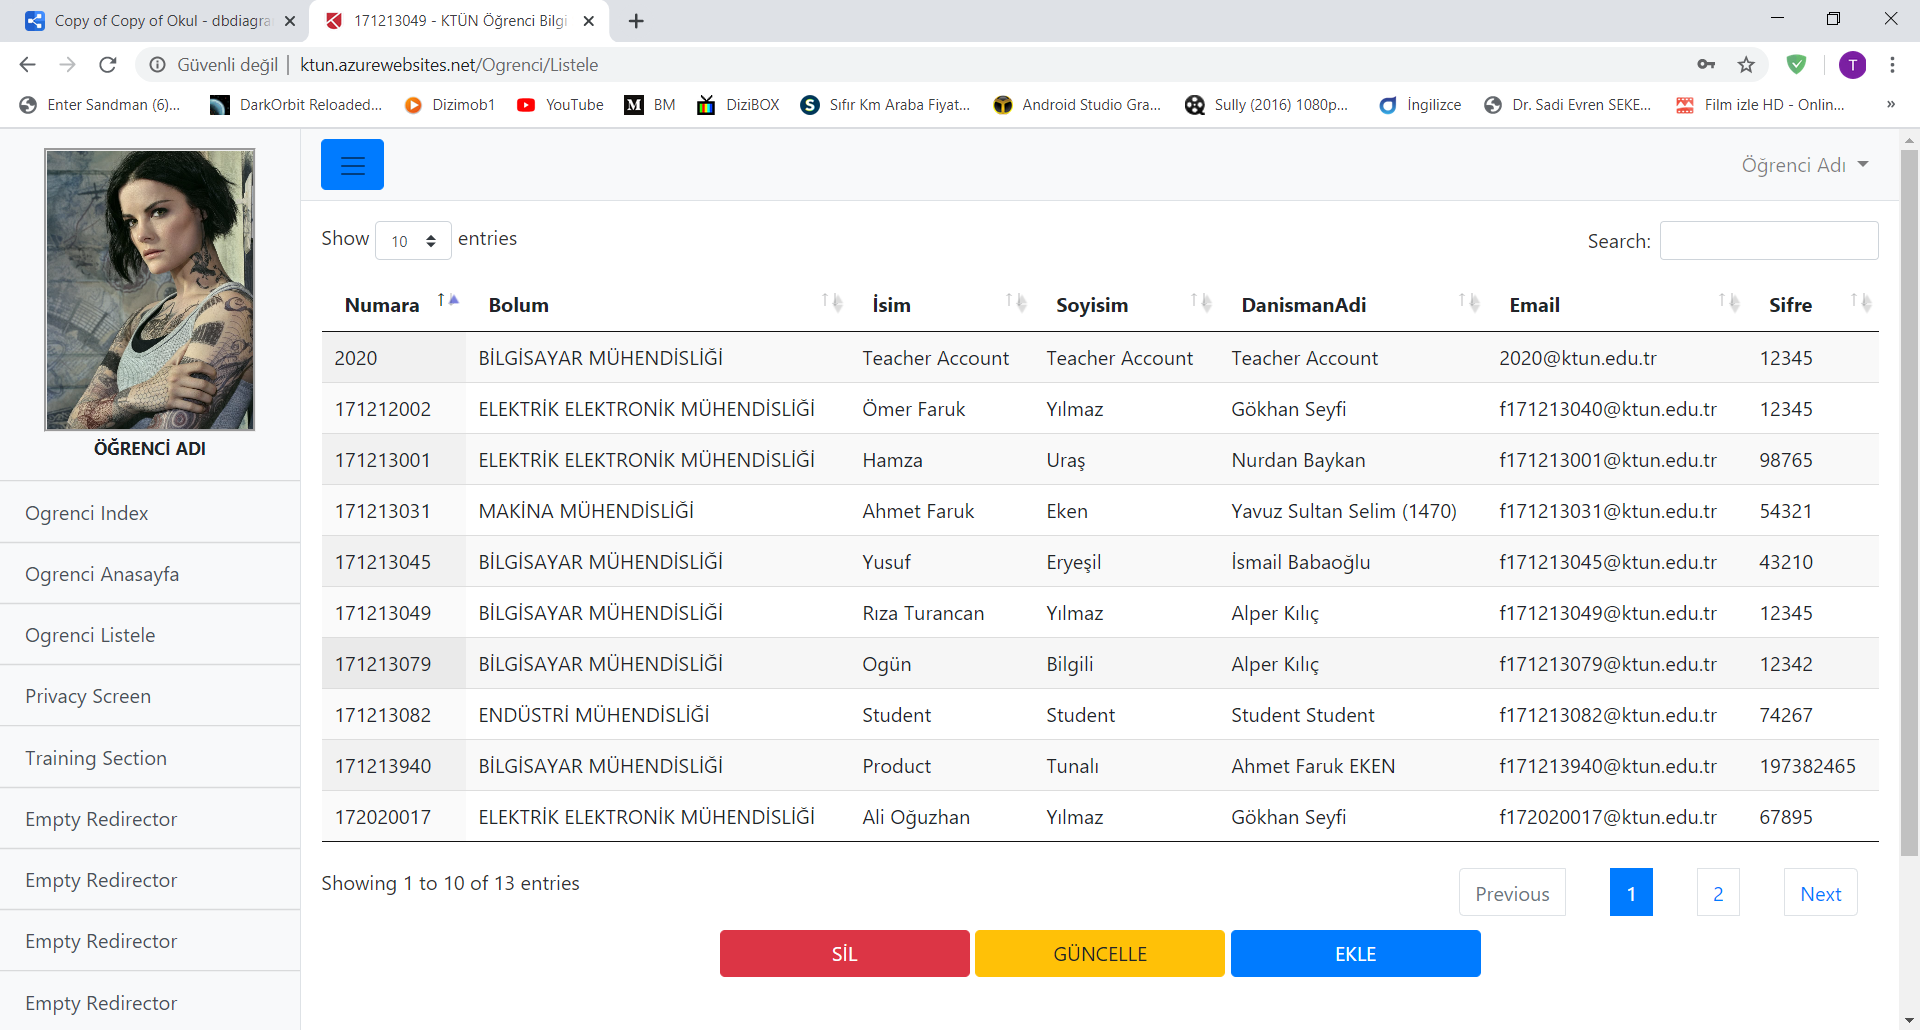 Copy of Copy of Okul - dbdiagra
171213049 - KTÜN Öğrenci Bilgi
Güvenli değil | ktun.azurewebsites.net/Ogrenci/Listele
T
Enter Sandman (6)... DarkOrbit Reloaded... Dizimob1 YouTube M BM DiziBOX Sıfır Km Araba Fiyat... Android Studio Gra... Sully (2016) 1080p... İngilizce Dr. Sadi Evren SEKE... Film izle HD - Onlin... »
ÖĞRENCİ ADI
Ogrenci Index
Ogrenci Anasayfa
Ogrenci Listele
Privacy Screen
Training Section
Empty Redirector
Empty Redirector
Empty Redirector
Empty Redirector
Öğrenci Adı
Show 10 entries
Search:
Numara Bolum İsim Soyisim DanismanAdi Email Sifre
2020 BİLGİSAYAR MÜHENDİSLİĞİ Teacher Account Teacher Account Teacher Account 2020@ktun.edu.tr 12345
171212002 ELEKTRİK ELEKTRONİK MÜHENDİSLİĞİ Ömer Faruk Yılmaz Gökhan Seyfi f171213040@ktun.edu.tr 12345
171213001 ELEKTRİK ELEKTRONİK MÜHENDİSLİĞİ Hamza Uraş Nurdan Baykan f171213001@ktun.edu.tr 98765
171213031 MAKİNA MÜHENDİSLİĞİ Ahmet Faruk Eken Yavuz Sultan Selim (1470) f171213031@ktun.edu.tr 54321
171213045 BİLGİSAYAR MÜHENDİSLİĞİ Yusuf Eryeşil İsmail Babaoğlu f171213045@ktun.edu.tr 43210
171213049 BİLGİSAYAR MÜHENDİSLİĞİ Rıza Turancan Yılmaz Alper Kılıç f171213049@ktun.edu.tr 12345
171213079 BİLGİSAYAR MÜHENDİSLİĞİ Ogün Bilgili Alper Kılıç f171213079@ktun.edu.tr 12342
171213082 ENDÜSTRİ MÜHENDİSLİĞİ Student Student Student Student f171213082@ktun.edu.tr 74267
171213940 BİLGİSAYAR MÜHENDİSLİĞİ Product Tunalı Ahmet Faruk EKEN f171213940@ktun.edu.tr 197382465
172020017 ELEKTRİK ELEKTRONİK MÜHENDİSLİĞİ Ali Oğuzhan Yılmaz Gökhan Seyfi f172020017@ktun.edu.tr 67895
Showing 1 to 10 of 13 entries
Previous 1 2 Next
SİL GÜNCELLE EKLE